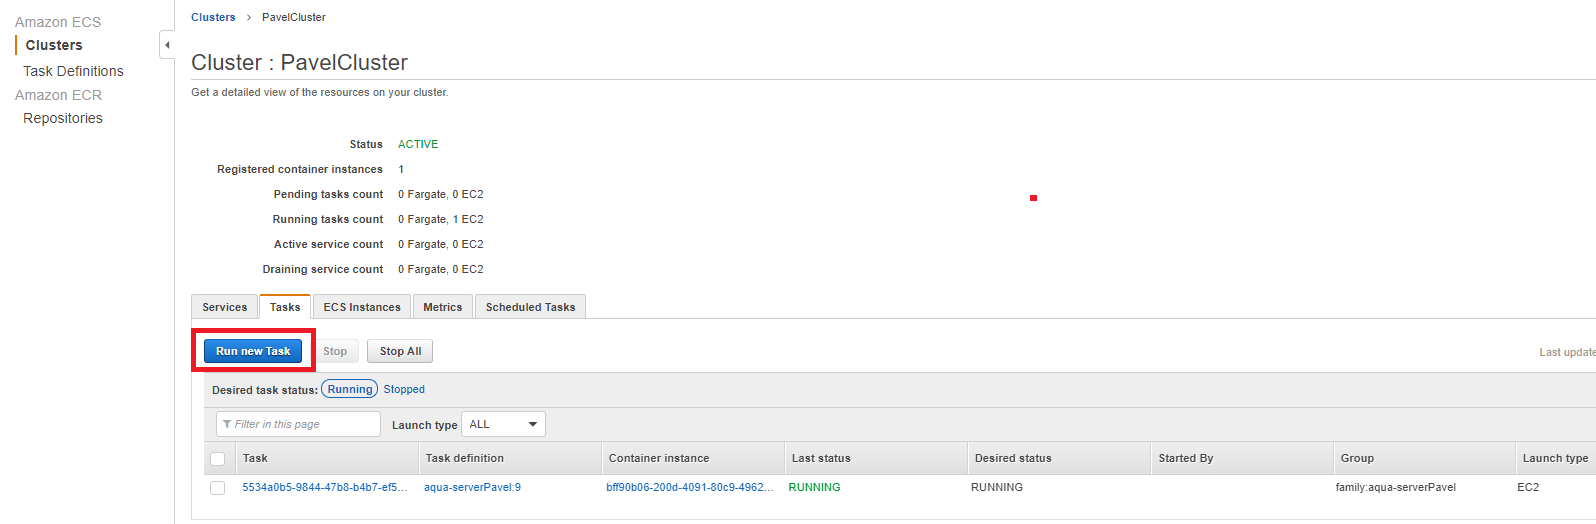 Amazon ECS
Clusters
Task Definitions
Amazon ECR
Repositories
Clusters > PavelCluster
Cluster : PavelCluster
Get a detailed view of the resources on your cluster.
Status ACTIVE
Registered container instances 1
Pending tasks count 0 Fargate, 0 EC2
Running tasks count 0 Fargate, 1 EC2
Active service count 0 Fargate, 0 EC2
Draining service count 0 Fargate, 0 EC2
Services Tasks ECS Instances Metrics Scheduled Tasks
Run new Task Stop Stop All Last update
Desired task status: Running Stopped
Filter in this page Launch type ALL
Task Task definition Container instance Last status Desired status Started By Group Launch type
5534a0b5-9844-47b8-b4b7-ef5... aqua-serverPavel:9 bff90b06-200d-4091-80c9-4962... RUNNING RUNNING family:aqua-serverPavel EC2